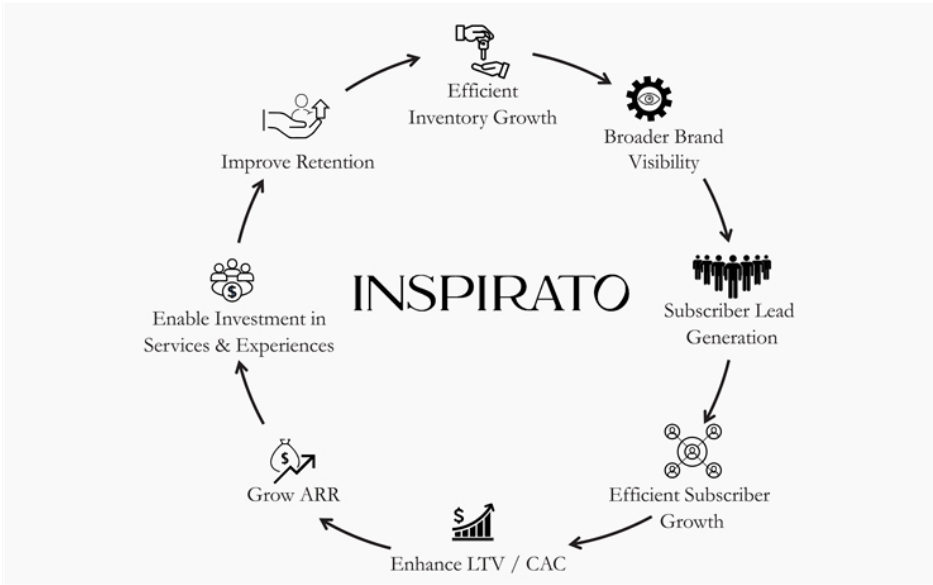 Efficient
Inventory Growth
Broader Brand
Visibility
Subscriber Lead
Generation
Efficient Subscriber
Growth
Enhance LTV / CAC
Grow ARR
Enable Investment in
Services & Experiences
Improve Retention
INSPIRATO
$
$
$